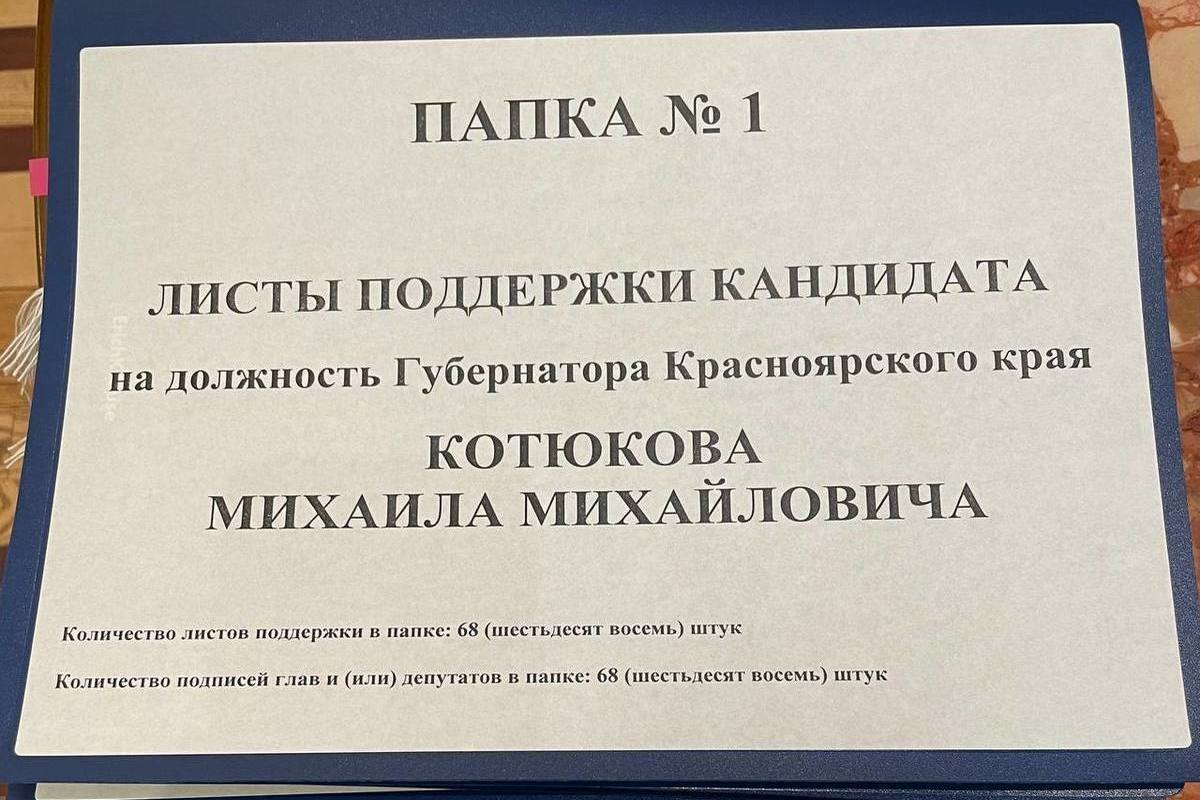 ПАПКА № 1
ЛИСТЫ ПОДДЕРЖКИ КАНДИДАТА
на должность Губернатора Красноярского края
КОТЮКОВА
МИХАИЛА МИХАЙЛОВИЧА
Количество листов поддержки в папке: 68 (шестьдесят восемь) штук
Количество подписей глав и (или) депутатов в папке: 68 (шестьдесят восемь) штук